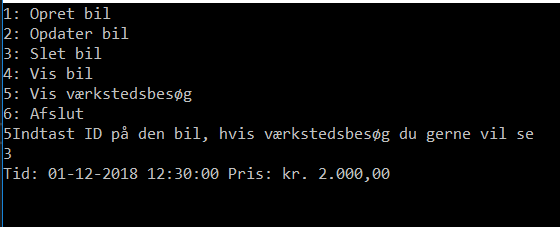 1: Opret bil
2: Opdater bil
3: Slet bil
4: Vis bil
5: Vis værkstedsbesøg
6: Afslut
5Indtast ID på den bil, hvis værkstedsbesøg du gerne vil se
3
Tid: 01-12-2018 12:30:00 Pris: kr. 2.000,00